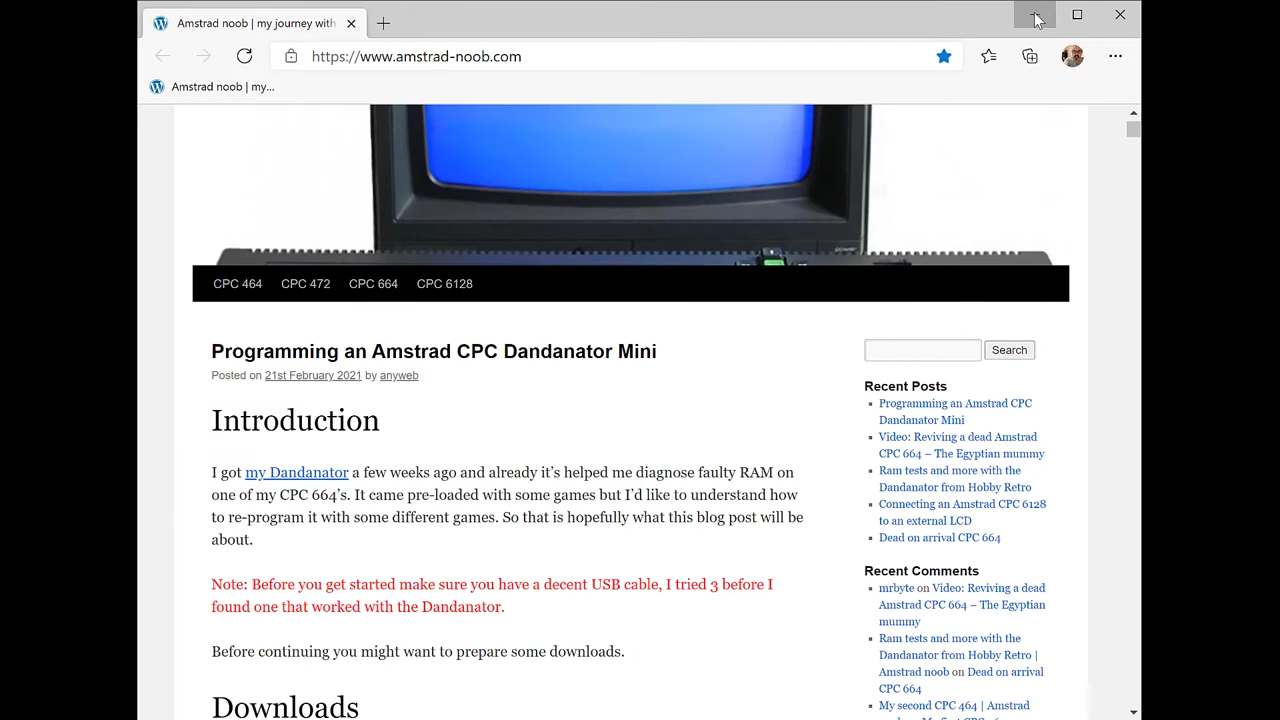 Amstrad noob | my journey with
https://www.amstrad-noob.com
Amstrad noob | my...
power
CPC 464 CPC 472 CPC 664 CPC 6128
Programming an Amstrad CPC Dandanator Mini
Posted on 21st February 2021 by anyweb
Introduction
I got my Dandanator a few weeks ago and already it's helped me diagnose faulty RAM on
one of my CPC 664's. It came pre-loaded with some games but I'd like to understand how
to re-program it with some different games. So that is hopefully what this blog post will be
about.
Note: Before you get started make sure you have a decent USB cable, I tried 3 before I
found one that worked with the Dandanator.
Before continuing you might want to prepare some downloads.
Downloads
Search
Recent Posts
Programming an Amstrad CPC
Dandanator Mini
Video: Reviving a dead Amstrad
CPC 664 – The Egyptian mummy
Ram tests and more with the
Dandanator from Hobby Retro
Connecting an Amstrad CPC 6128
to an external LCD
Dead on arrival CPC 664
Recent Comments
mrbyte on Video: Reviving a dead
Amstrad CPC 664 – The Egyptian
mummy
Ram tests and more with the
Dandanator from Hobby Retro |
Amstrad noob on Dead on arrival
CPC 664
My second CPC 464 | Amstrad